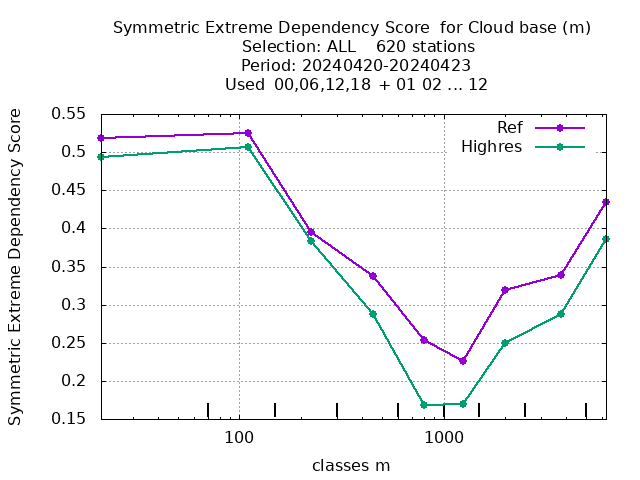 Symmetric Extreme Dependency Score  for Cloud base (m)
Selection: ALL    620 stations
Period: 20240420-20240423
Used  00,06,12,18  + 01 02 ... 12
Ref
Highres
Symmetric Extreme Dependency Score
0.55
0.5
0.45
0.4
0.35
0.3
0.25
0.2
0.15
100
1000
classes m